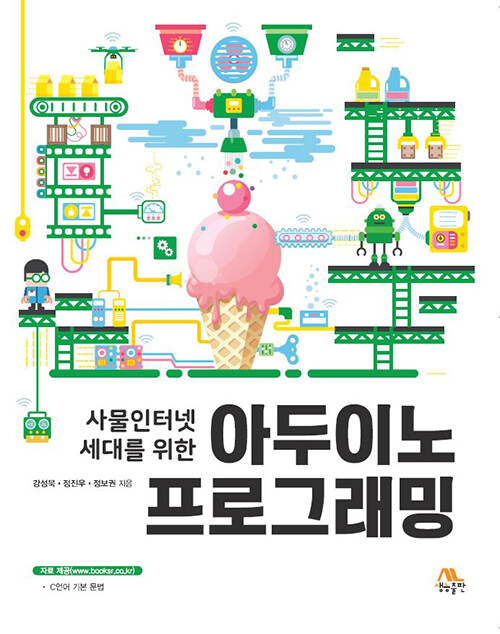 사물인터넷
세대를 위한
아두이노
프로그래밍
강성묵 • 정진우 • 정보권 지음
자료 제공(www.booksr.co.kr)
• C언어 기본 문법
생능출판